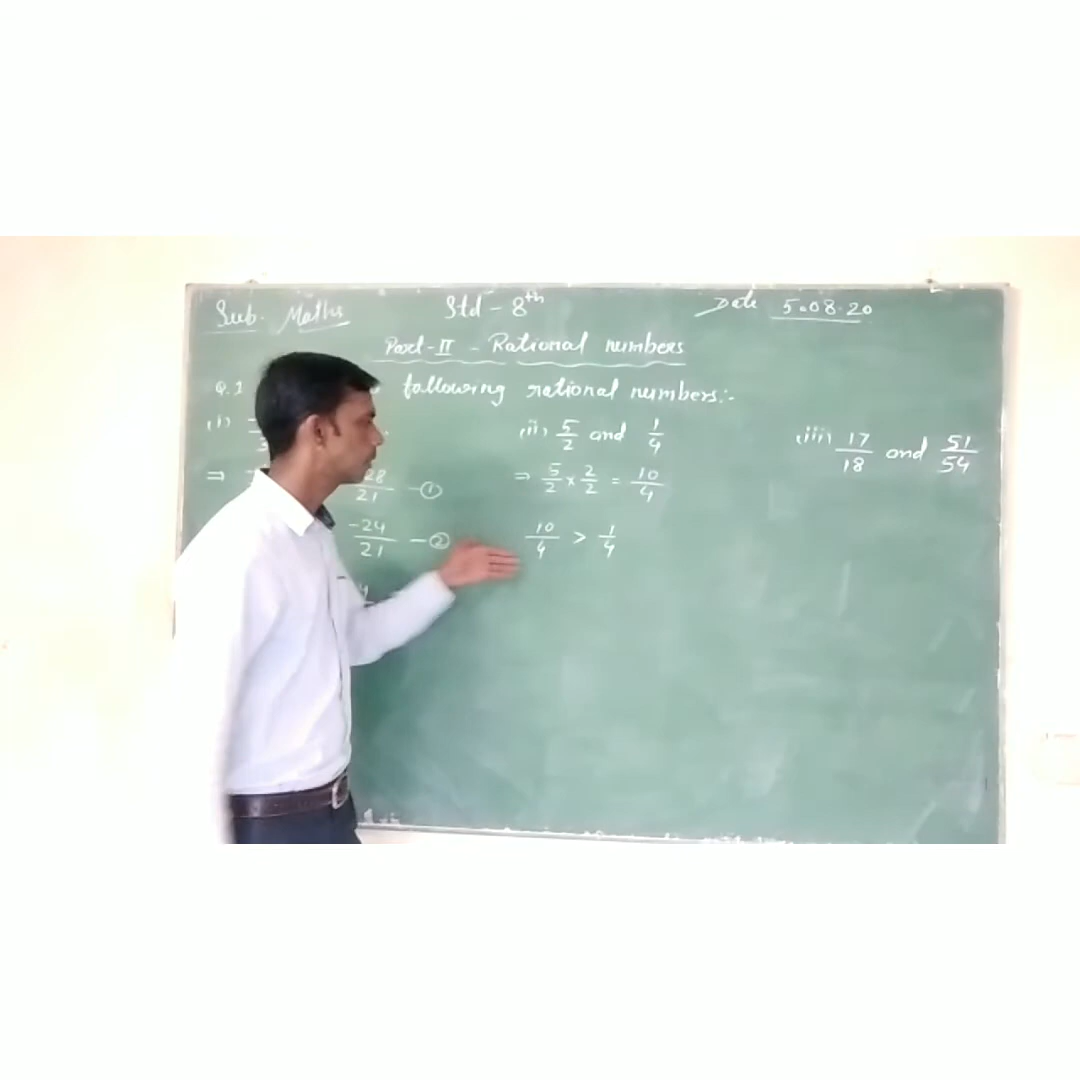 Sub. Maths Std - 8th Date 5.08.20
Part-II - Rational numbers
Q.1 following rational numbers:-
(i) (ii) 5/2 and 1/4 (iii) 17/18 and 51/54
⇒ 28/21 - ① ⇒ 5/2 × 2/2 = 10/4
-24/21 - ② 10/4 > 1/4